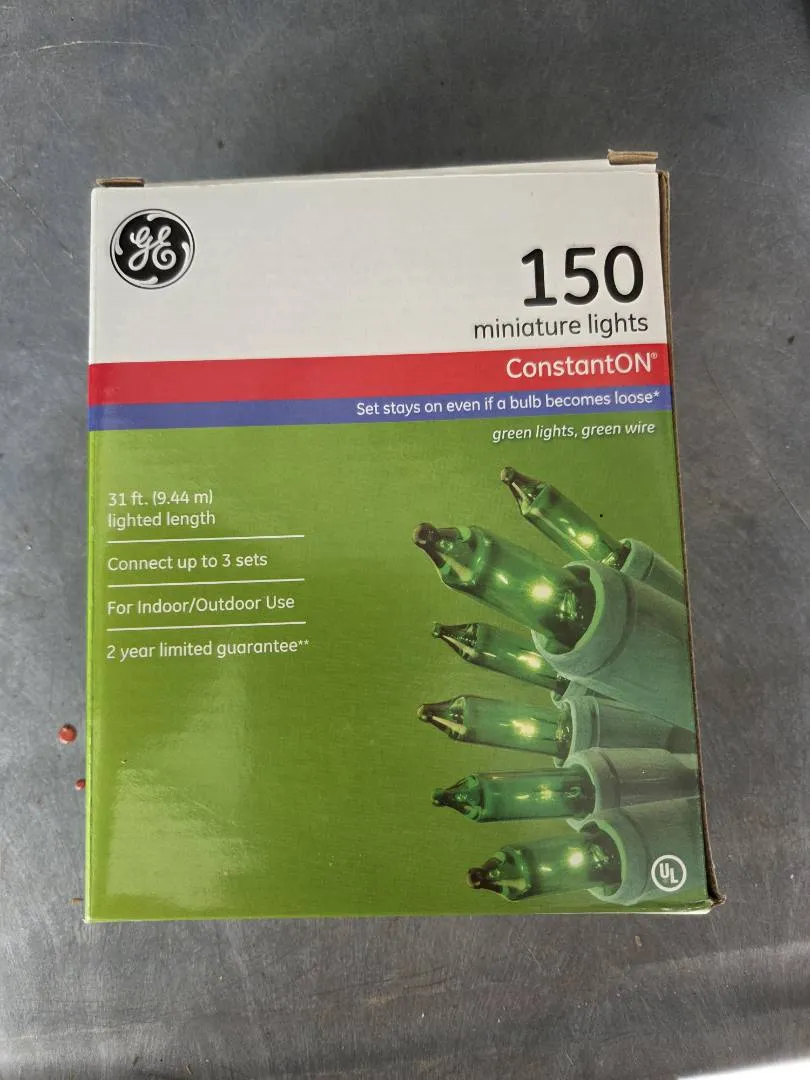 GE
150
miniature lights
ConstantON®
Set stays on even if a bulb becomes loose*
green lights, green wire
31 ft. (9.44 m)
lighted length
Connect up to 3 sets
For Indoor/Outdoor Use
2 year limited guarantee**
UL